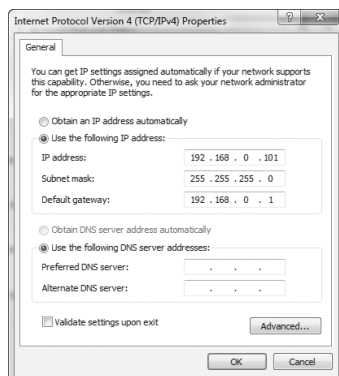 Internet Protocol Version 4 (TCP/IPv4) Properties
General
You can get IP settings assigned automatically if your network supports
this capability. Otherwise, you need to ask your network administrator
for the appropriate IP settings.
Obtain an IP address automatically
Use the following IP address:
IP address: 192 . 168 . 0 . 101
Subnet mask: 255 . 255 . 255 . 0
Default gateway: 192 . 168 . 0 . 1
Obtain DNS server address automatically
Use the following DNS server addresses:
Preferred DNS server: . . .
Alternate DNS server: . . .
Validate settings upon exit
Advanced...
OK Cancel